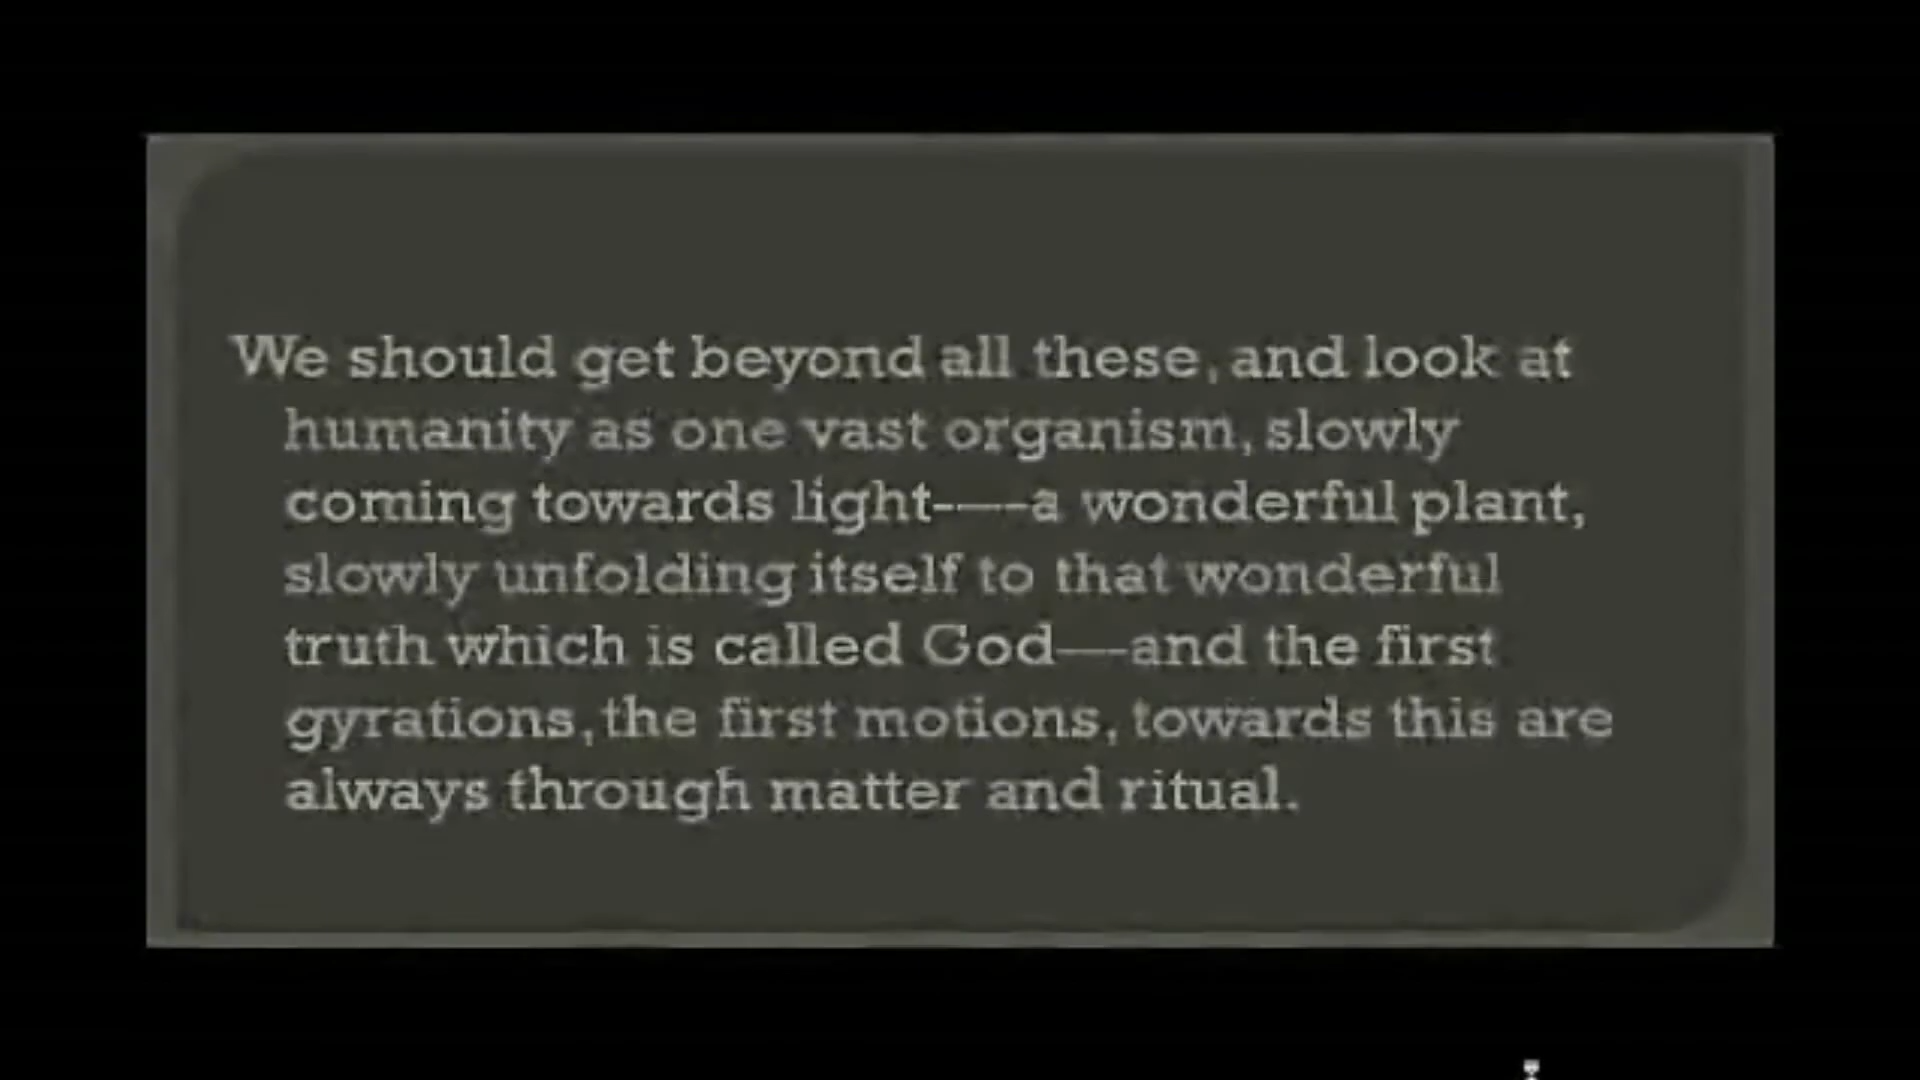 We should get beyond all these, and look at
humanity as one vast organism, slowly
coming towards light-—-a wonderful plant,
slowly unfolding itself to that wonderful
truth which is called God—-and the first
gyrations, the first motions, towards this are
always through matter and ritual.